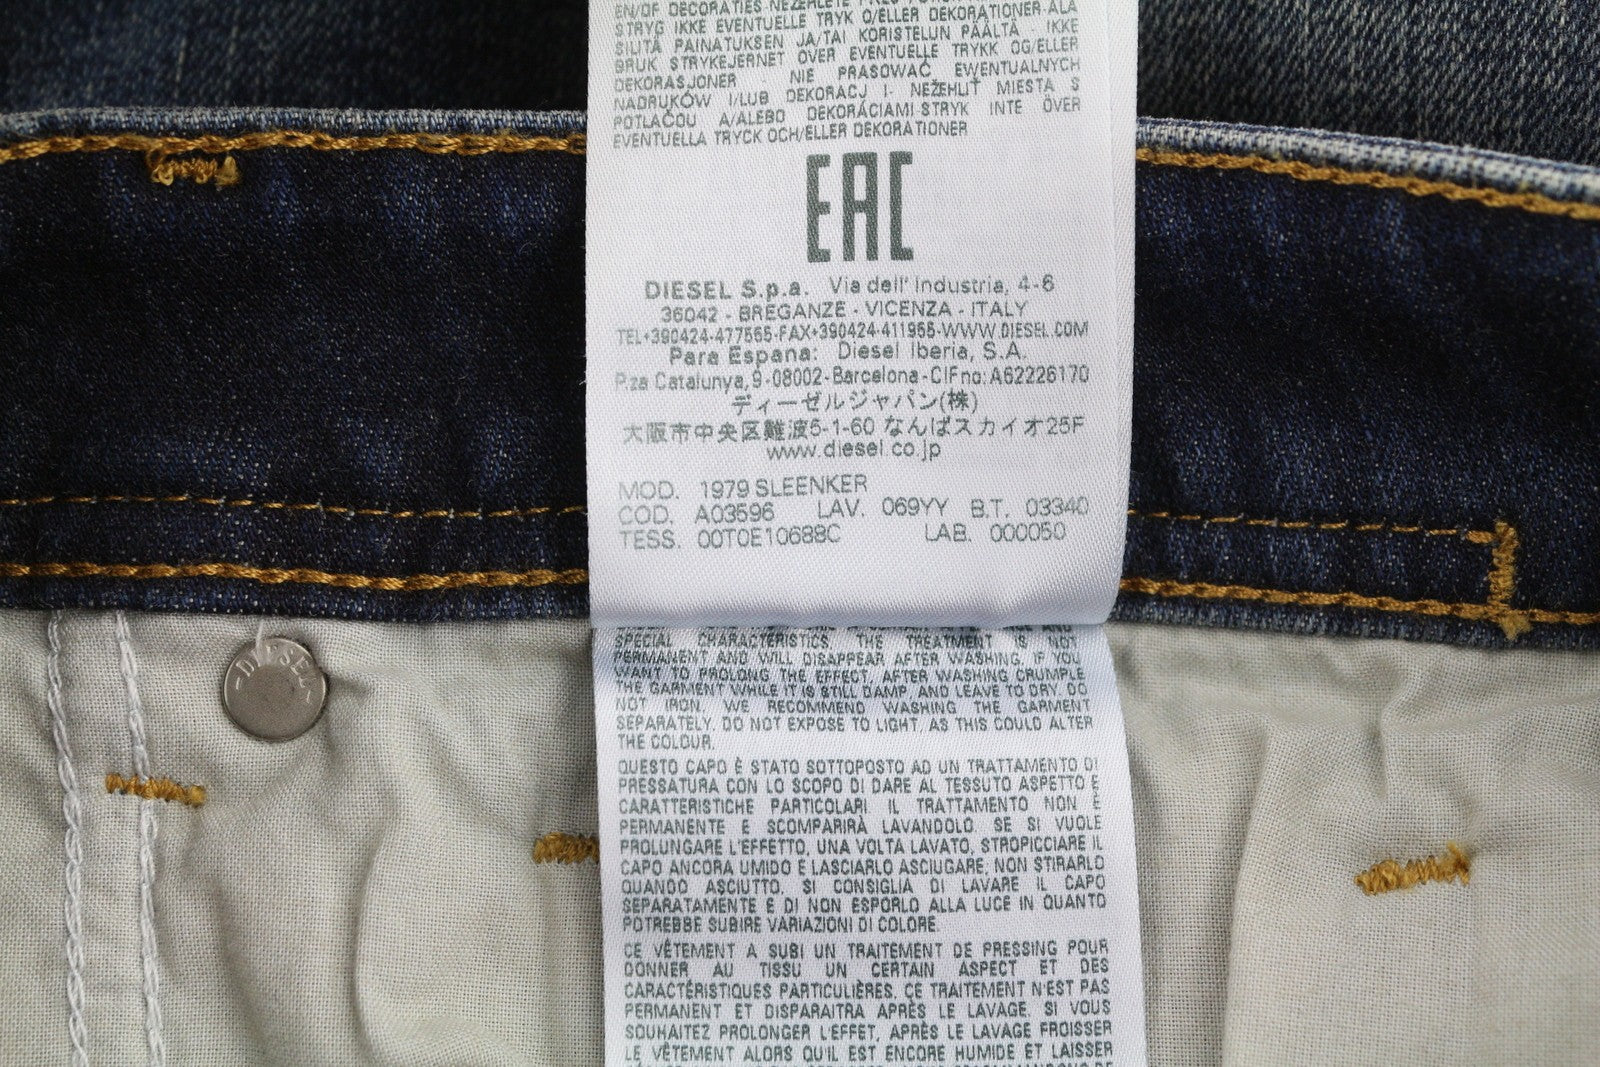 EN/OF DECORATIES NEZEHLETE
STRYG IKKE EVENTUELLE TRYK O/ELLER DEKORATIONER-ÄLÄ
SILITÄ PAINATUKSEN JA/TAI KORISTELUN PÄÄLTÄ - IKKE
BRUK STRYKEJERNET OVER EVENTUELLE TRYKK OG/ELLER
DEKORASJONER NIE PRASOWAĆ EWENTUALNYCH
NADRUKÓW I/LUB DEKORACJ I- NEŽEHLIŤ MIESTA S
POTLAČOU A/ALEBO DEKORÁCIAMI-STRYK INTE ÖVER
EVENTUELLA TRYCK OCH/ELLER DEKORATIONER
EAC
DIESEL S.p.a. Via dell' Industria, 4-6
36042 - BREGANZE - VICENZA - ITALY
TEL+390424-477555-FAX+390424-411955-WWW.DIESEL.COM
Para Espana: Diesel Iberia, S.A.
P.za Catalunya, 9-08002-Barcelona-CIF no: A62226170
ディーゼルジャパン(株)
大阪市中央区難波5-1-60 なんばスカイオ25F
www.diesel.co.jp
MOD. 1979 SLEENKER
COD. A03596 LAV. 069YY B.T. 03340
TESS. 00T0E10688C LAB. 000050
SPECIAL CHARACTERISTICS. THE TREATMENT IS NOT
PERMANENT AND WILL DISAPPEAR AFTER WASHING. IF YOU
WANT TO PROLONG THE EFFECT, AFTER WASHING CRUMPLE
THE GARMENT WHILE IT IS STILL DAMP, AND LEAVE TO DRY. DO
NOT IRON. WE RECOMMEND WASHING THE GARMENT
SEPARATELY. DO NOT EXPOSE TO LIGHT, AS THIS COULD ALTER
THE COLOUR.
QUESTO CAPO È STATO SOTTOPOSTO AD UN TRATTAMENTO DI
PRESSATURA CON LO SCOPO DI DARE AL TESSUTO ASPETTO E
CARATTERISTICHE PARTICOLARI. IL TRATTAMENTO NON È
PERMANENTE E SCOMPARIRÀ LAVANDOLO. SE SI VUOLE
PROLUNGARE L'EFFETTO, UNA VOLTA LAVATO, STROPICCIARE IL
CAPO ANCORA UMIDO E LASCIARLO ASCIUGARE. NON STIRARLO
QUANDO ASCIUTTO. SI CONSIGLIA DI LAVARE IL CAPO
SEPARATAMENTE E DI NON ESPORLO ALLA LUCE IN QUANTO
POTREBBE SUBIRE VARIAZIONI DI COLORE.
CE VÊTEMENT A SUBI UN TRAITEMENT DE PRESSING POUR
DONNER AU TISSU UN CERTAIN ASPECT ET DES
CARACTÉRISTIQUES PARTICULIÈRES. CE TRAITEMENT N'EST PAS
PERMANENT ET DISPARAITRA APRÈS LE LAVAGE. SI VOUS
SOUHAITEZ PROLONGER L'EFFET, APRÈS LE LAVAGE FROISSER
LE VÊTEMENT ALORS QU'IL EST ENCORE HUMIDE ET LAISSER
DIESEL